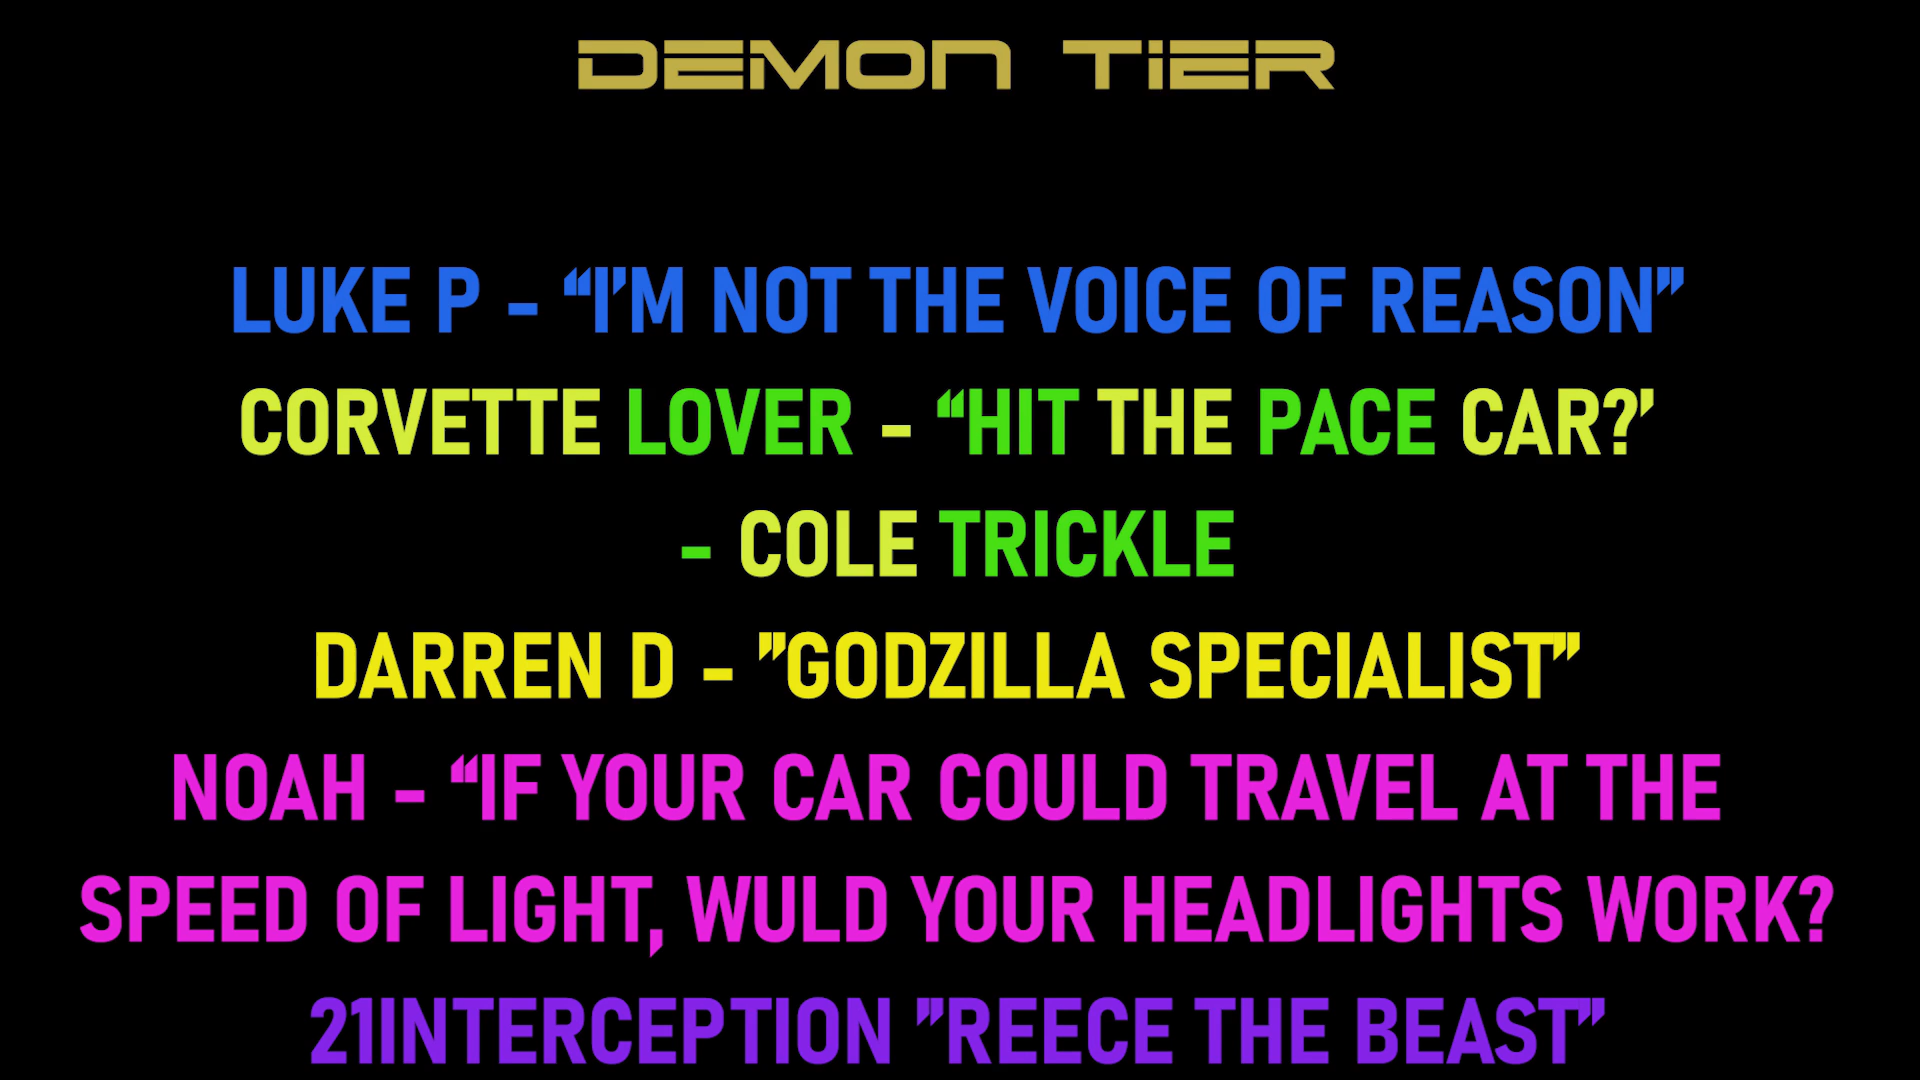 DEMON TiER
LUKE P - “I’M NOT THE VOICE OF REASON”
CORVETTE LOVER - “HIT THE PACE CAR?’
- COLE TRICKLE
DARREN D - ”GODZILLA SPECIALIST”
NOAH - “IF YOUR CAR COULD TRAVEL AT THE
SPEED OF LIGHT, WULD YOUR HEADLIGHTS WORK?
21INTERCEPTION ”REECE THE BEAST”